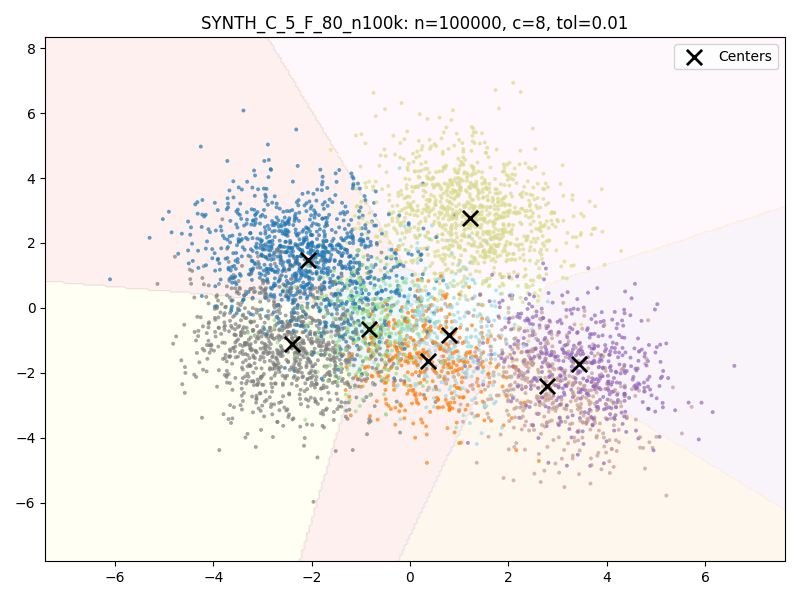 SYNTH_C_5_F_80_n100k: n=100000, c=8, tol=0.01
Centers
8
6
4
2
0
−2
−4
−6
−6 −4 −2 0 2 4 6